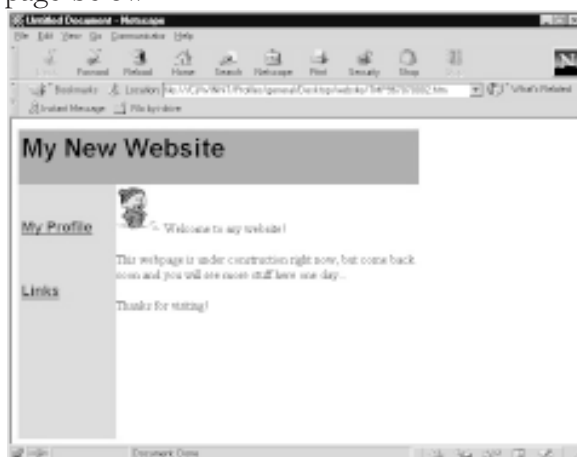 page below
Untitled Document - Netscape
File Edit View Go Communicator Help
Forward Reload Home Search Netscape Print Security Shop
Bookmarks Location What's Related
Instant Message
My New Website
Welcome to my website!
My Profile
This webpage is under construction right now, but come back
soon and you will see more stuff here one day...
Links
Thanks for visiting!
Document: Done